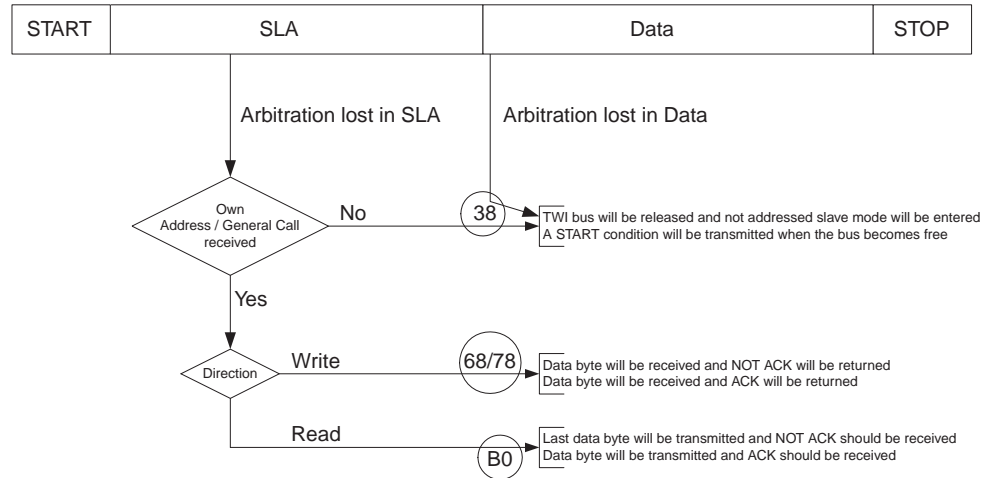 START SLA Data STOP
Arbitration lost in SLA Arbitration lost in Data
Own
Address / General Call
received
No
38
TWI bus will be released and not addressed slave mode will be entered
A START condition will be transmitted when the bus becomes free
Yes
Direction
Write
68/78
Data byte will be received and NOT ACK will be returned
Data byte will be received and ACK will be returned
Read
B0
Last data byte will be transmitted and NOT ACK should be received
Data byte will be transmitted and ACK should be received